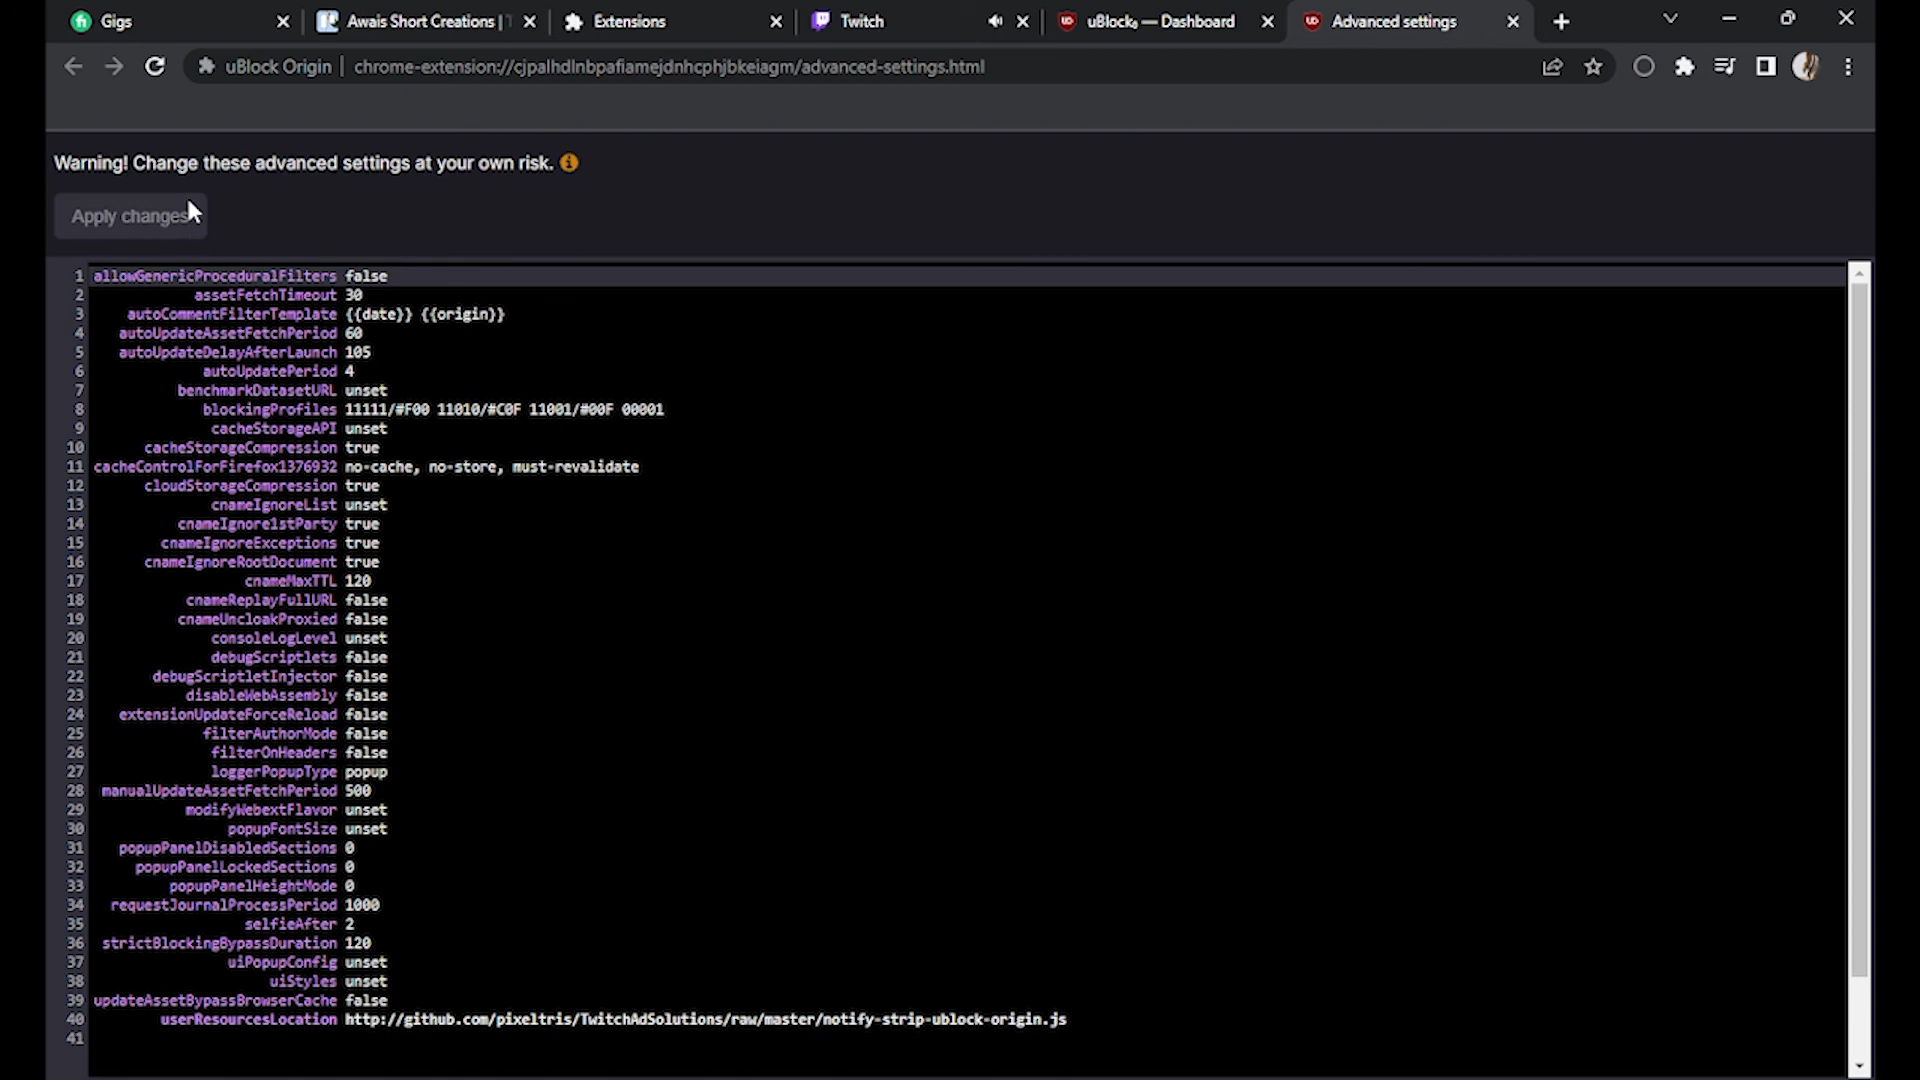 Gigs
Awais Short Creations | T
Extensions
Twitch
uBlock₀ — Dashboard
Advanced settings
uBlock Origin | chrome-extension://cjpalhdlnbpafiamejdnhcphjbkeiagm/advanced-settings.html
Warning! Change these advanced settings at your own risk.
Apply changes
1 allowGenericProceduralFilters false
2 assetFetchTimeout 30
3 autoCommentFilterTemplate {{date}} {{origin}}
4 autoUpdateAssetFetchPeriod 60
5 autoUpdateDelayAfterLaunch 105
6 autoUpdatePeriod 4
7 benchmarkDatasetURL unset
8 blockingProfiles 11111/#F00 11010/#C0F 11001/#00F 00001
9 cacheStorageAPI unset
10 cacheStorageCompression true
11 cacheControlForFirefox1376932 no-cache, no-store, must-revalidate
12 cloudStorageCompression true
13 cnameIgnoreList unset
14 cnameIgnore1stParty true
15 cnameIgnoreExceptions true
16 cnameIgnoreRootDocument true
17 cnameMaxTTL 120
18 cnameReplayFullURL false
19 cnameUncloakProxied false
20 consoleLogLevel unset
21 debugScriptlets false
22 debugScriptletInjector false
23 disableWebAssembly false
24 extensionUpdateForceReload false
25 filterAuthorMode false
26 filterOnHeaders false
27 loggerPopupType popup
28 manualUpdateAssetFetchPeriod 500
29 modifyWebextFlavor unset
30 popupFontSize unset
31 popupPanelDisabledSections 0
32 popupPanelLockedSections 0
33 popupPanelHeightMode 0
34 requestJournalProcessPeriod 1000
35 selfieAfter 2
36 strictBlockingBypassDuration 120
37 uiPopupConfig unset
38 uiStyles unset
39 updateAssetBypassBrowserCache false
40 userResourcesLocation http://github.com/pixeltris/TwitchAdSolutions/raw/master/notify-strip-ublock-origin.js
41